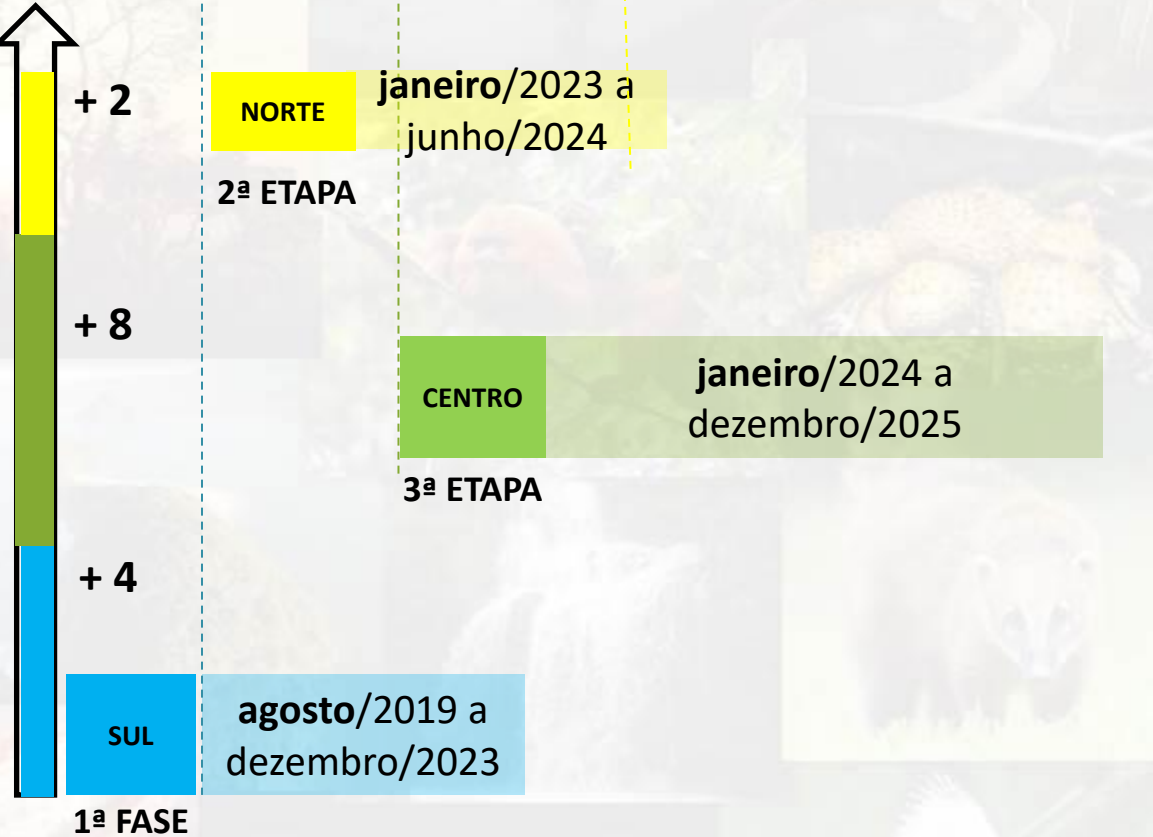 + 2
NORTE
janeiro/2023 a
junho/2024
2ª ETAPA
+ 8
CENTRO
janeiro/2024 a
dezembro/2025
3ª ETAPA
+ 4
SUL
agosto/2019 a
dezembro/2023
1ª FASE